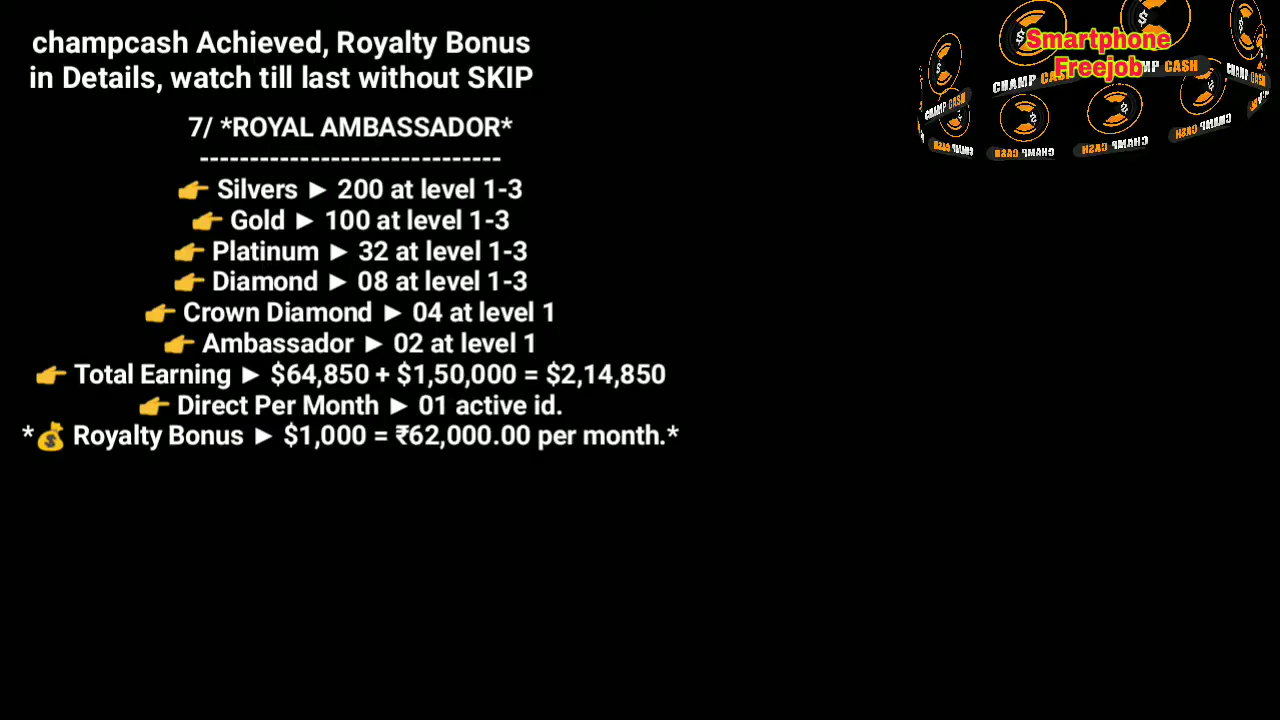 champcash Achieved, Royalty Bonus
in Details, watch till last without SKIP
Smartphone
Freejob
CHAMP CASH
CHAMP CASH
CHAMP CASH
7/ *ROYAL AMBASSADOR*
------------------------------
👉 Silvers ► 200 at level 1-3
👉 Gold ► 100 at level 1-3
👉 Platinum ► 32 at level 1-3
👉 Diamond ► 08 at level 1-3
👉 Crown Diamond ► 04 at level 1
👉 Ambassador ► 02 at level 1
👉 Total Earning ► $64,850 + $1,50,000 = $2,14,850
👉 Direct Per Month ► 01 active id.
*💰 Royalty Bonus ► $1,000 = ₹62,000.00 per month.*